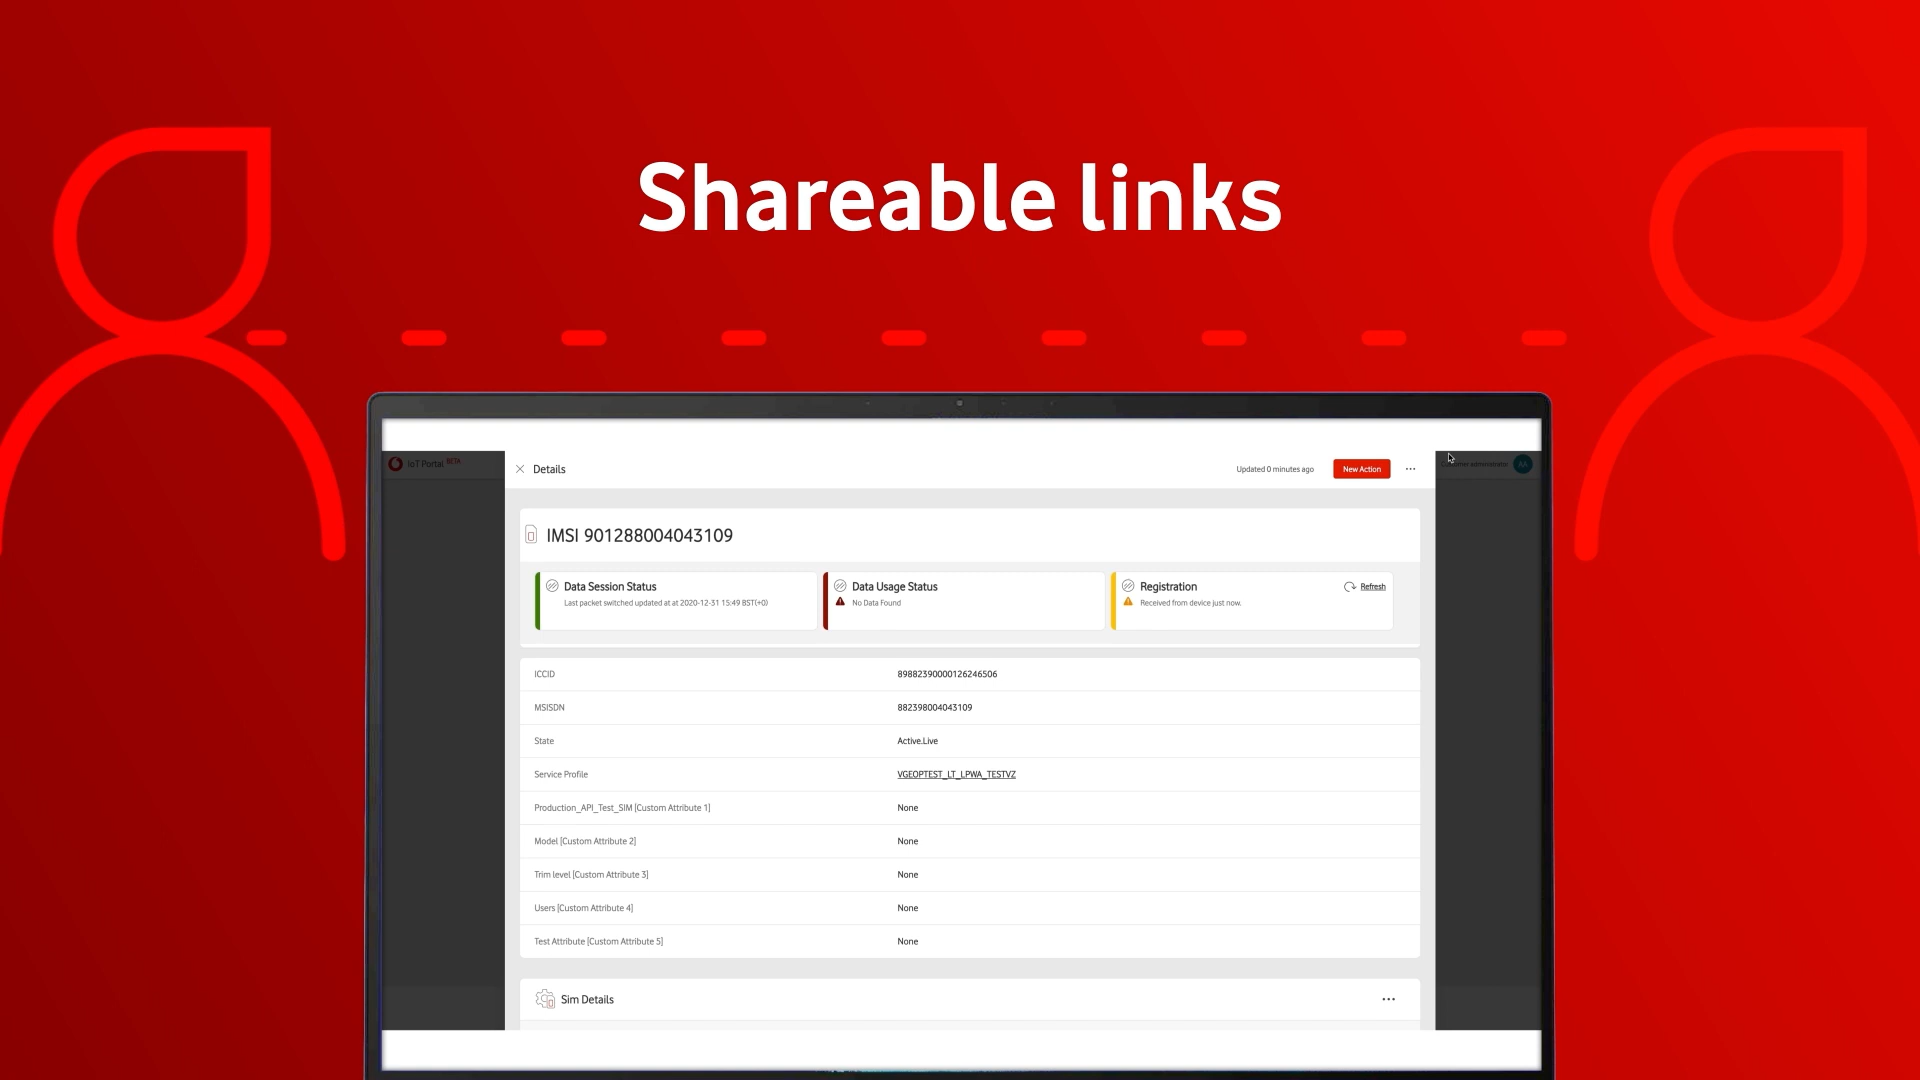 Shareable links
IoT Portal BETA
Details
Updated 0 minutes ago
New Action
Customer administrator
AA
IMSI 901288004043109
Data Session Status
Last packet switched updated at at 2020-12-31 15:49 BST(+0)
Data Usage Status
No Data Found
Registration
Received from device just now.
Refresh
ICCID 89882390000126246506
MSISDN 882398004043109
State Active.Live
Service Profile VGEOPTEST_LT_LPWA_TESTVZ
Production_API_Test_SIM [Custom Attribute 1] None
Model [Custom Attribute 2] None
Trim level [Custom Attribute 3] None
Users [Custom Attribute 4] None
Test Attribute [Custom Attribute 5] None
Sim Details